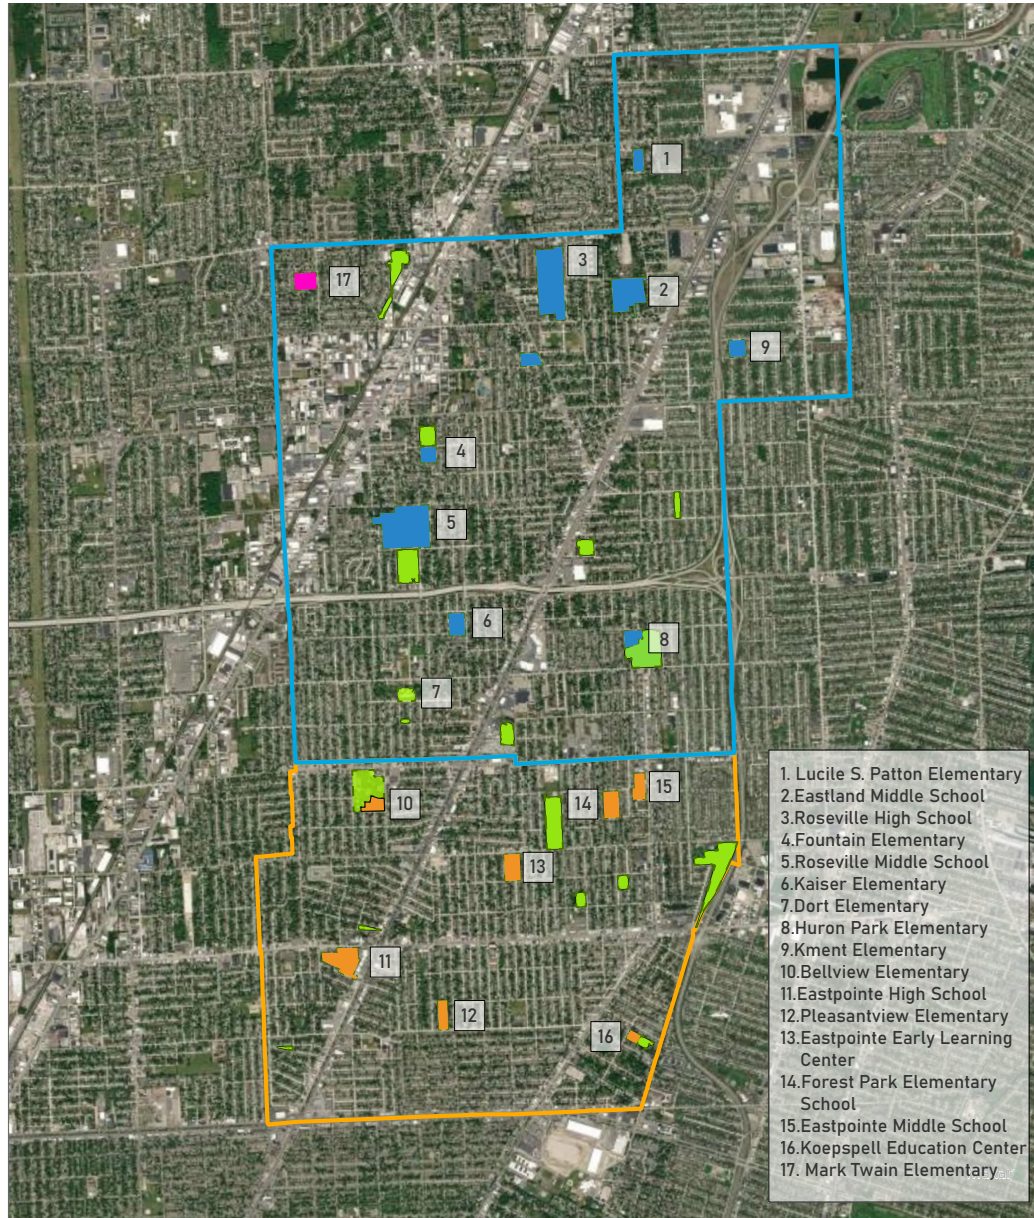 1
3
17
2
9
4
5
6
8
7
15
14
10
13
11
12
16
1. Lucile S. Patton Elementary
2.Eastland Middle School
3.Roseville High School
4.Fountain Elementary
5.Roseville Middle School
6.Kaiser Elementary
7.Dort Elementary
8.Huron Park Elementary
9.Kment Elementary
10.Bellview Elementary
11.Eastpointe High School
12.Pleasantview Elementary
13.Eastpointe Early Learning
Center
14.Forest Park Elementary
School
15.Eastpointe Middle School
16.Koepspell Education Center
17. Mark Twain Elementary